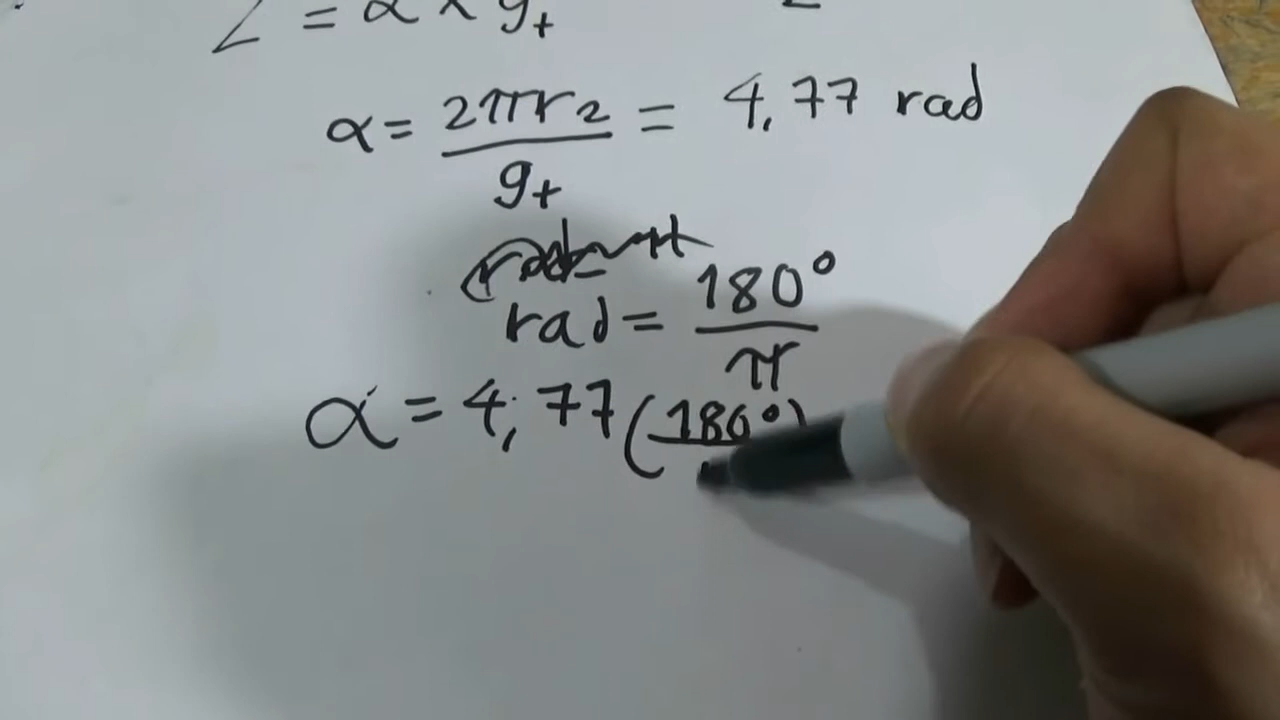 L = α × g+
α = 2πr2 / g+ = 4,77 rad
rad = 180° / π
α = 4,77 (180°)